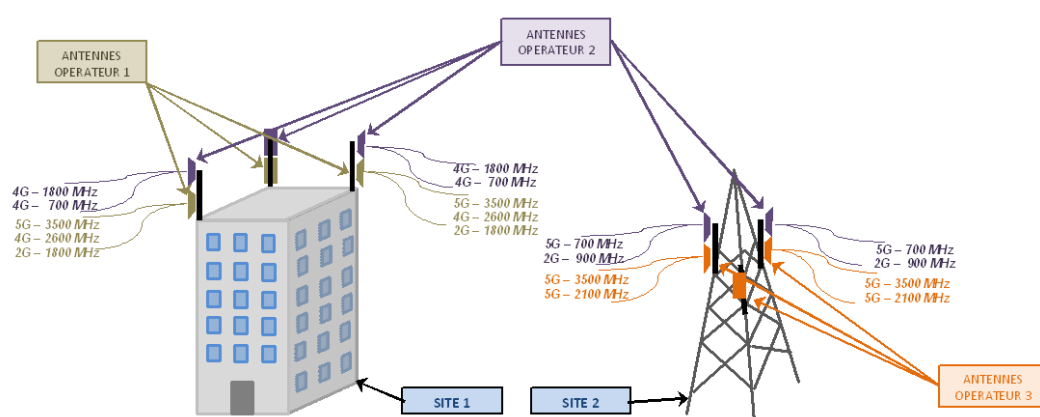 ANTENNES
OPERATEUR 1
ANTENNES
OPERATEUR 2
4G – 1800 MHz
4G – 700 MHz
5G – 3500 MHz
4G – 2600 MHz
2G – 1800 MHz
4G – 1800 MHz
4G – 700 MHz
5G – 3500 MHz
4G – 2600 MHz
2G – 1800 MHz
5G – 700 MHz
2G – 900 MHz
5G – 3500 MHz
5G – 2100 MHz
5G – 700 MHz
2G – 900 MHz
5G – 3500 MHz
5G – 2100 MHz
SITE 1
SITE 2
ANTENNES
OPERATEUR 3